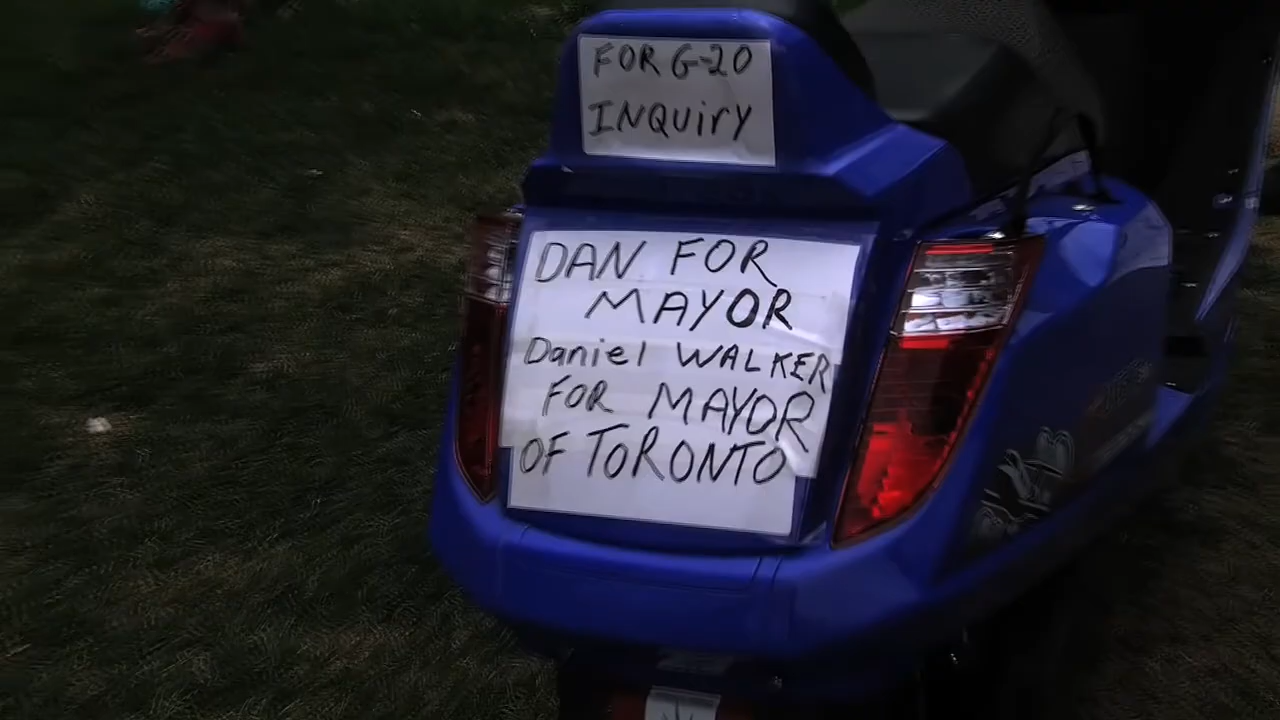 FOR G-20
INQUirY
DAN FOR
MAYOR
Daniel WALKER
FOR MAYOR
OF TORONTO